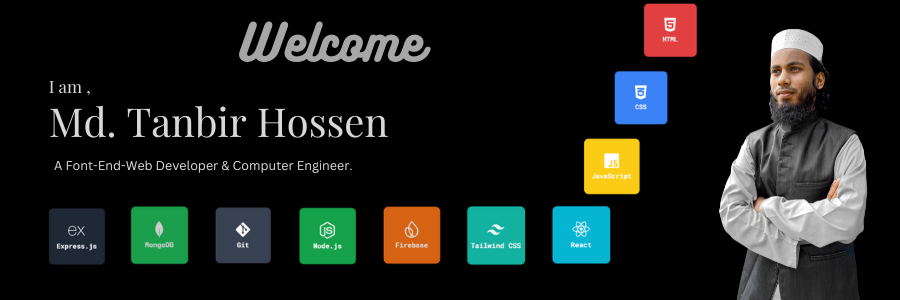 Welcome
HTML
I am ,
CSS
Md. Tanbir Hossen
A Font-End-Web Developer & Computer Engineer.
JS
JavaScript
ex
Express.js
MongoDB
Git
JS
Node.js
Firebase
Tailwind CSS
React